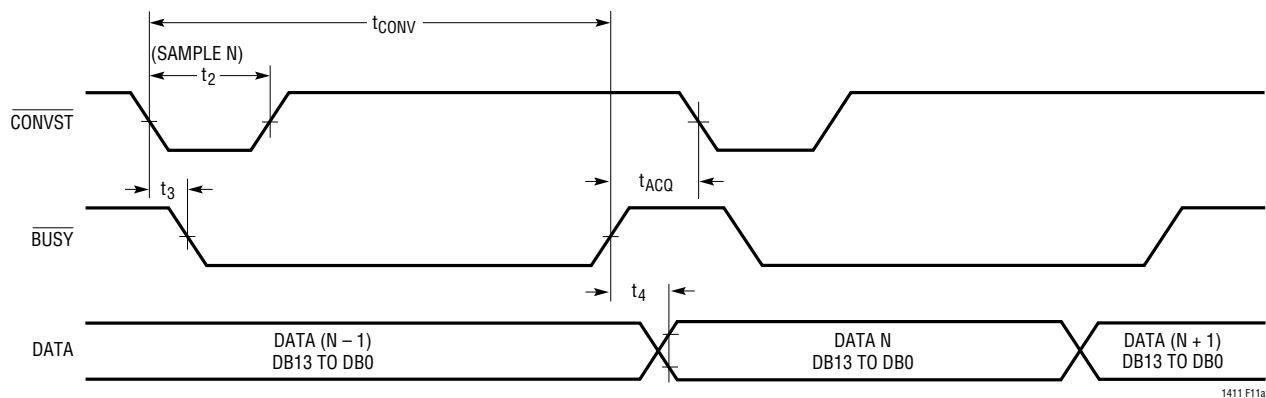 tCONV
(SAMPLE N)
t2
CONVST
t3
tACQ
BUSY
t4
DATA
DATA (N – 1)
DB13 TO DB0
DATA N
DB13 TO DB0
DATA (N + 1)
DB13 TO DB0
1411 F11a